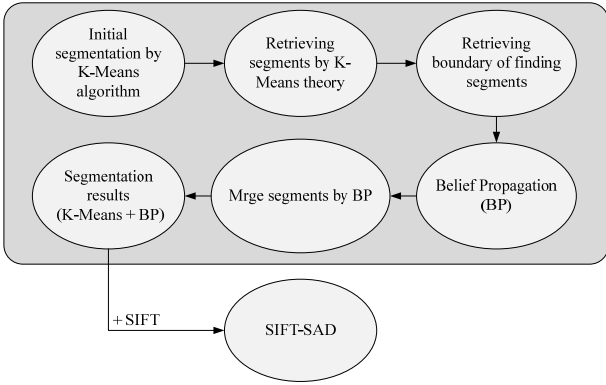 Initial
segmentation by
K-Means
algorithm
Retrieving
segments by K-
Means theory
Retrieving
boundary of finding
segments
Segmentation
results
(K-Means + BP)
Mrge segments by BP
Belief Propagation
(BP)
+ SIFT
SIFT-SAD